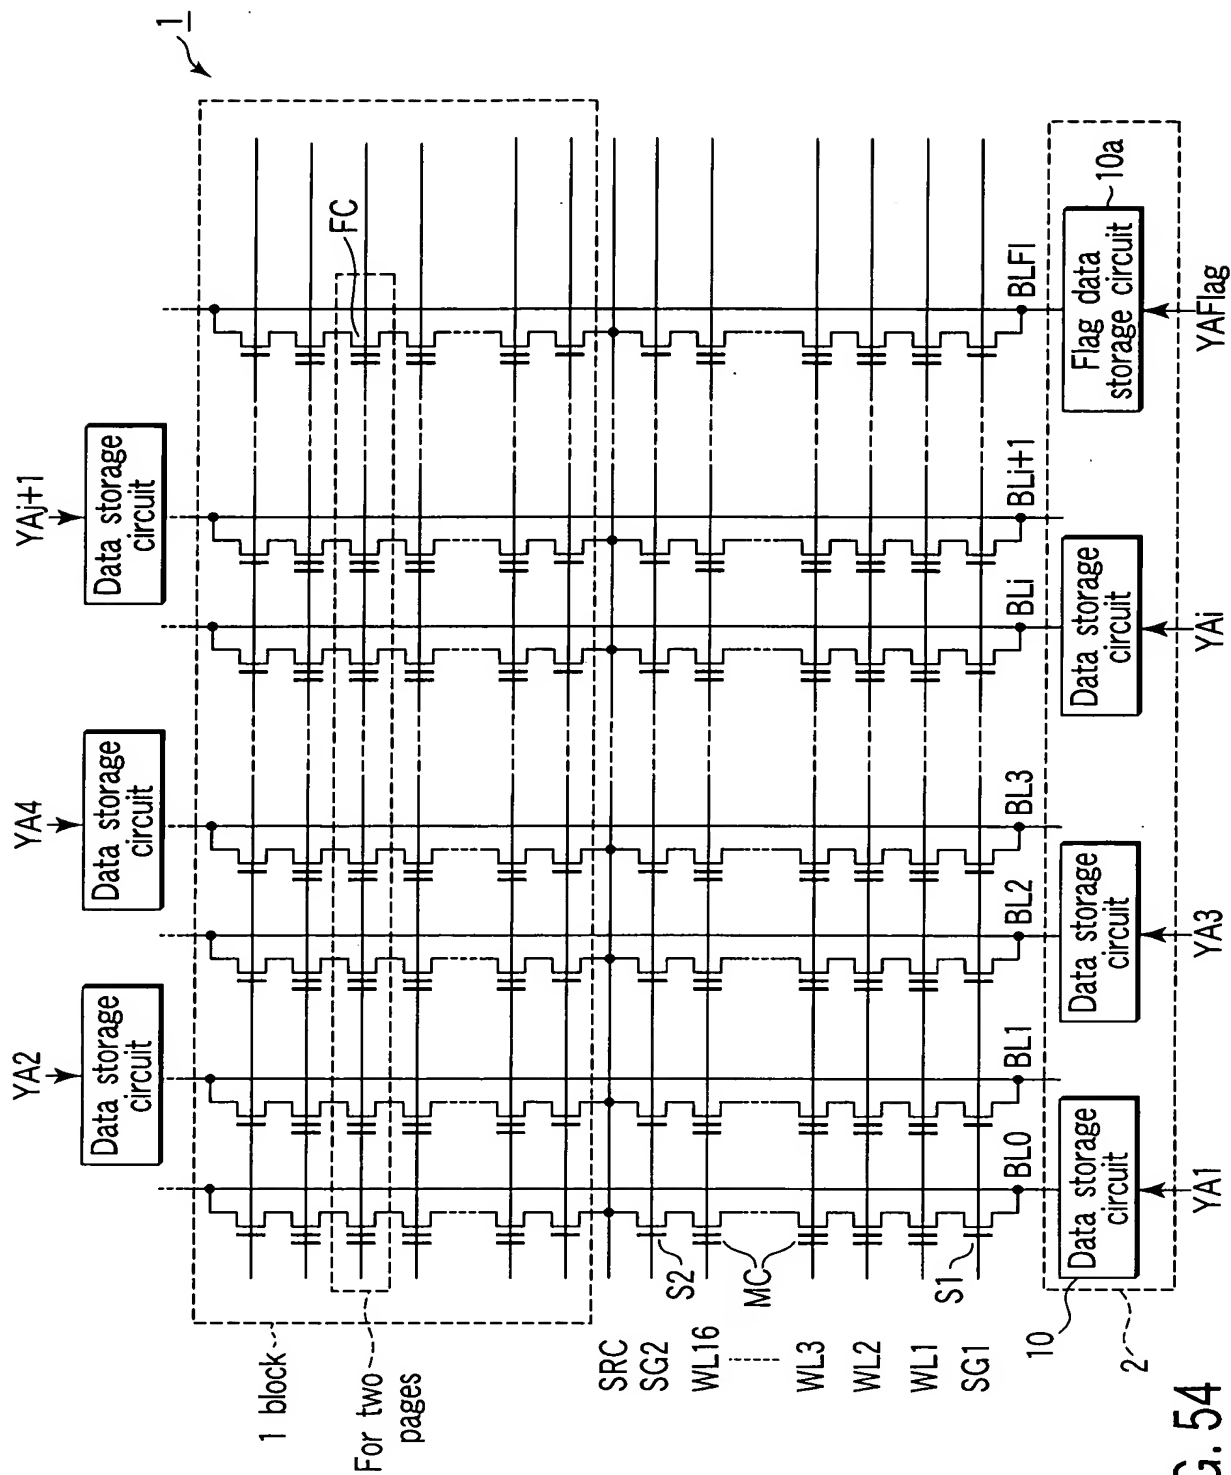 1
YA2
YA4
YAj+1
Data storage
circuit
Data storage
circuit
Data storage
circuit
1 block
For two
pages
FC
SRC
SG2
WL16
WL3
WL2
WL1
SG1
S2
MC
S1
BL0
BL1
BL2
BL3
BLi
BLi+1
BLFl
10
Data storage
circuit
Data storage
circuit
Data storage
circuit
Flag data
storage circuit
10a
2
YA1
YA3
YAi
YAFlag
G. 54